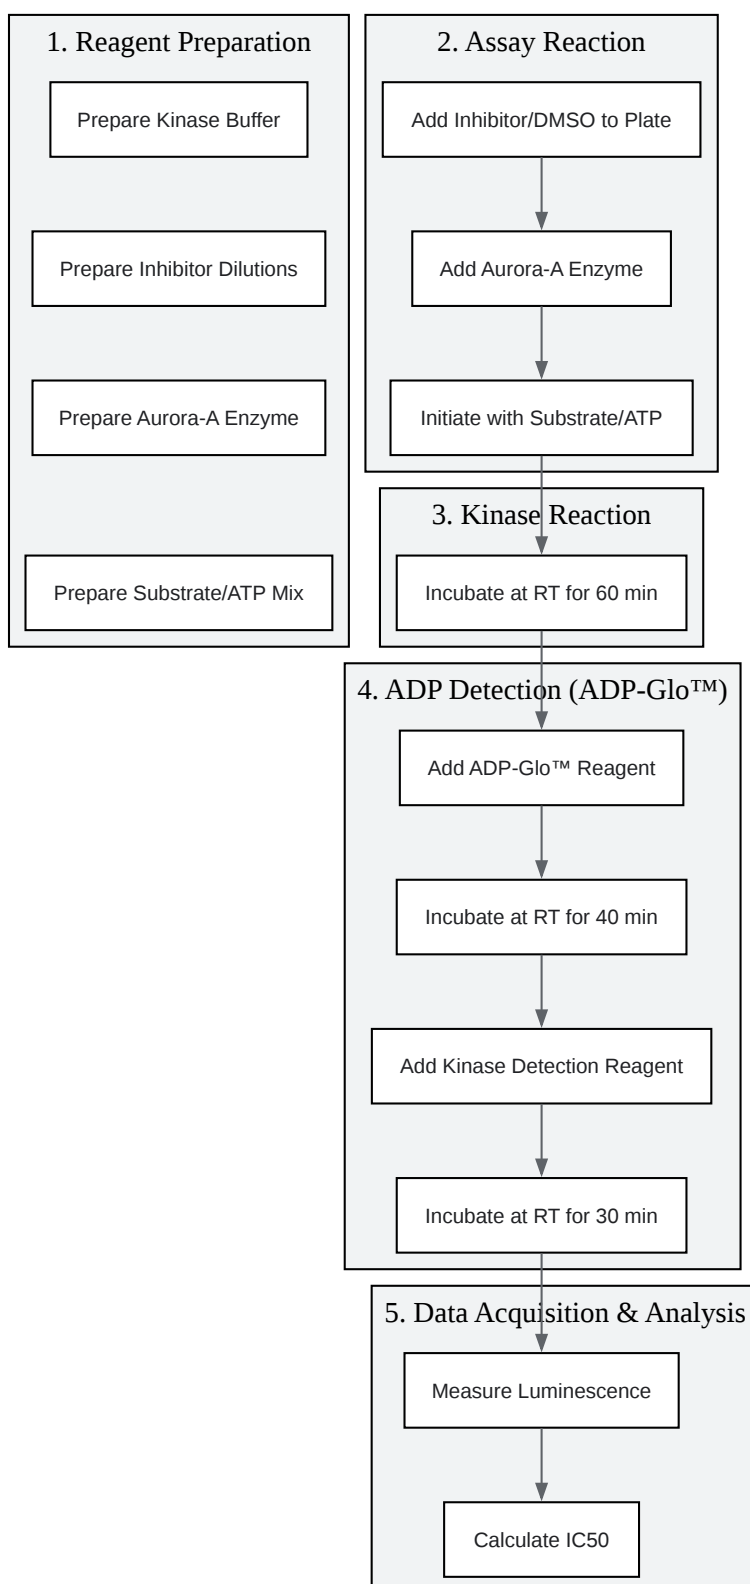 1. Reagent Preparation
Prepare Kinase Buffer
Prepare Inhibitor Dilutions
Prepare Aurora-A Enzyme
Prepare Substrate/ATP Mix
2. Assay Reaction
Add Inhibitor/DMSO to Plate
Add Aurora-A Enzyme
Initiate with Substrate/ATP
3. Kinase Reaction
Incubate at RT for 60 min
4. ADP Detection (ADP-Glo™)
Add ADP-Glo™ Reagent
Incubate at RT for 40 min
Add Kinase Detection Reagent
Incubate at RT for 30 min
5. Data Acquisition & Analysis
Measure Luminescence
Calculate IC50